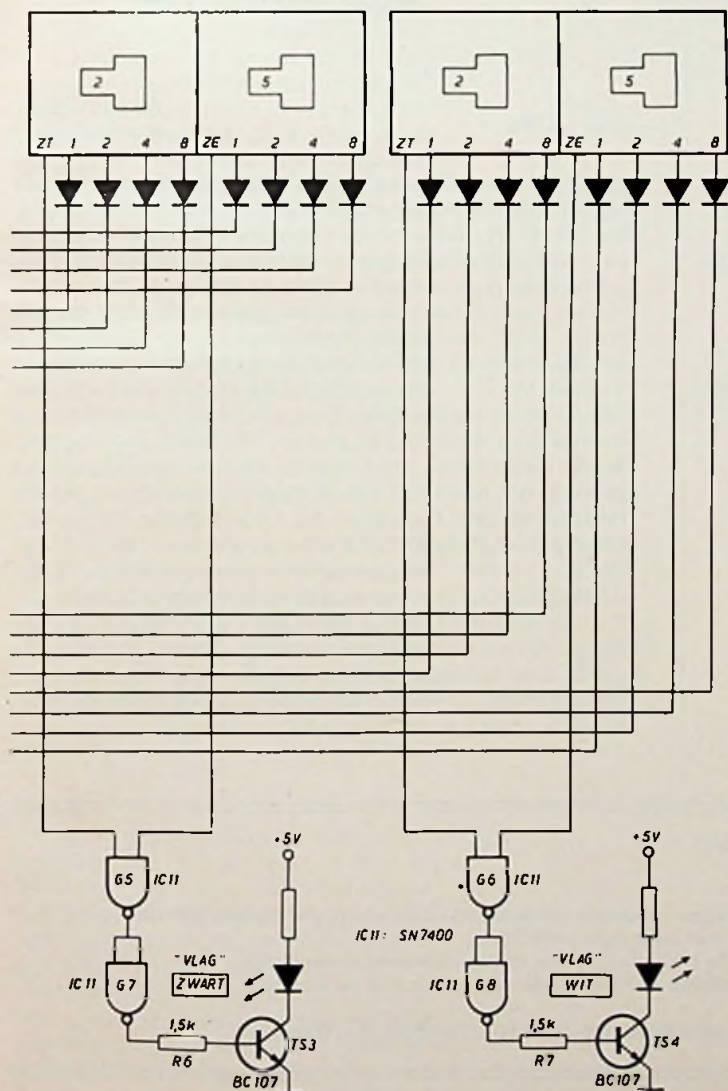 2 5 2 5
ZT 1 2 4 8 ZE 1 2 4 8 ZT 1 2 4 8 ZE 1 2 4 8
+5V +5V
G5 IC11 G6 IC11
IC11: SN7400
"VLAG" "VLAG"
IC11 G7 ZWART IC11 G8 WIT
1,5k TS3 1,5k TS4
R6 R7
BC107 BC107